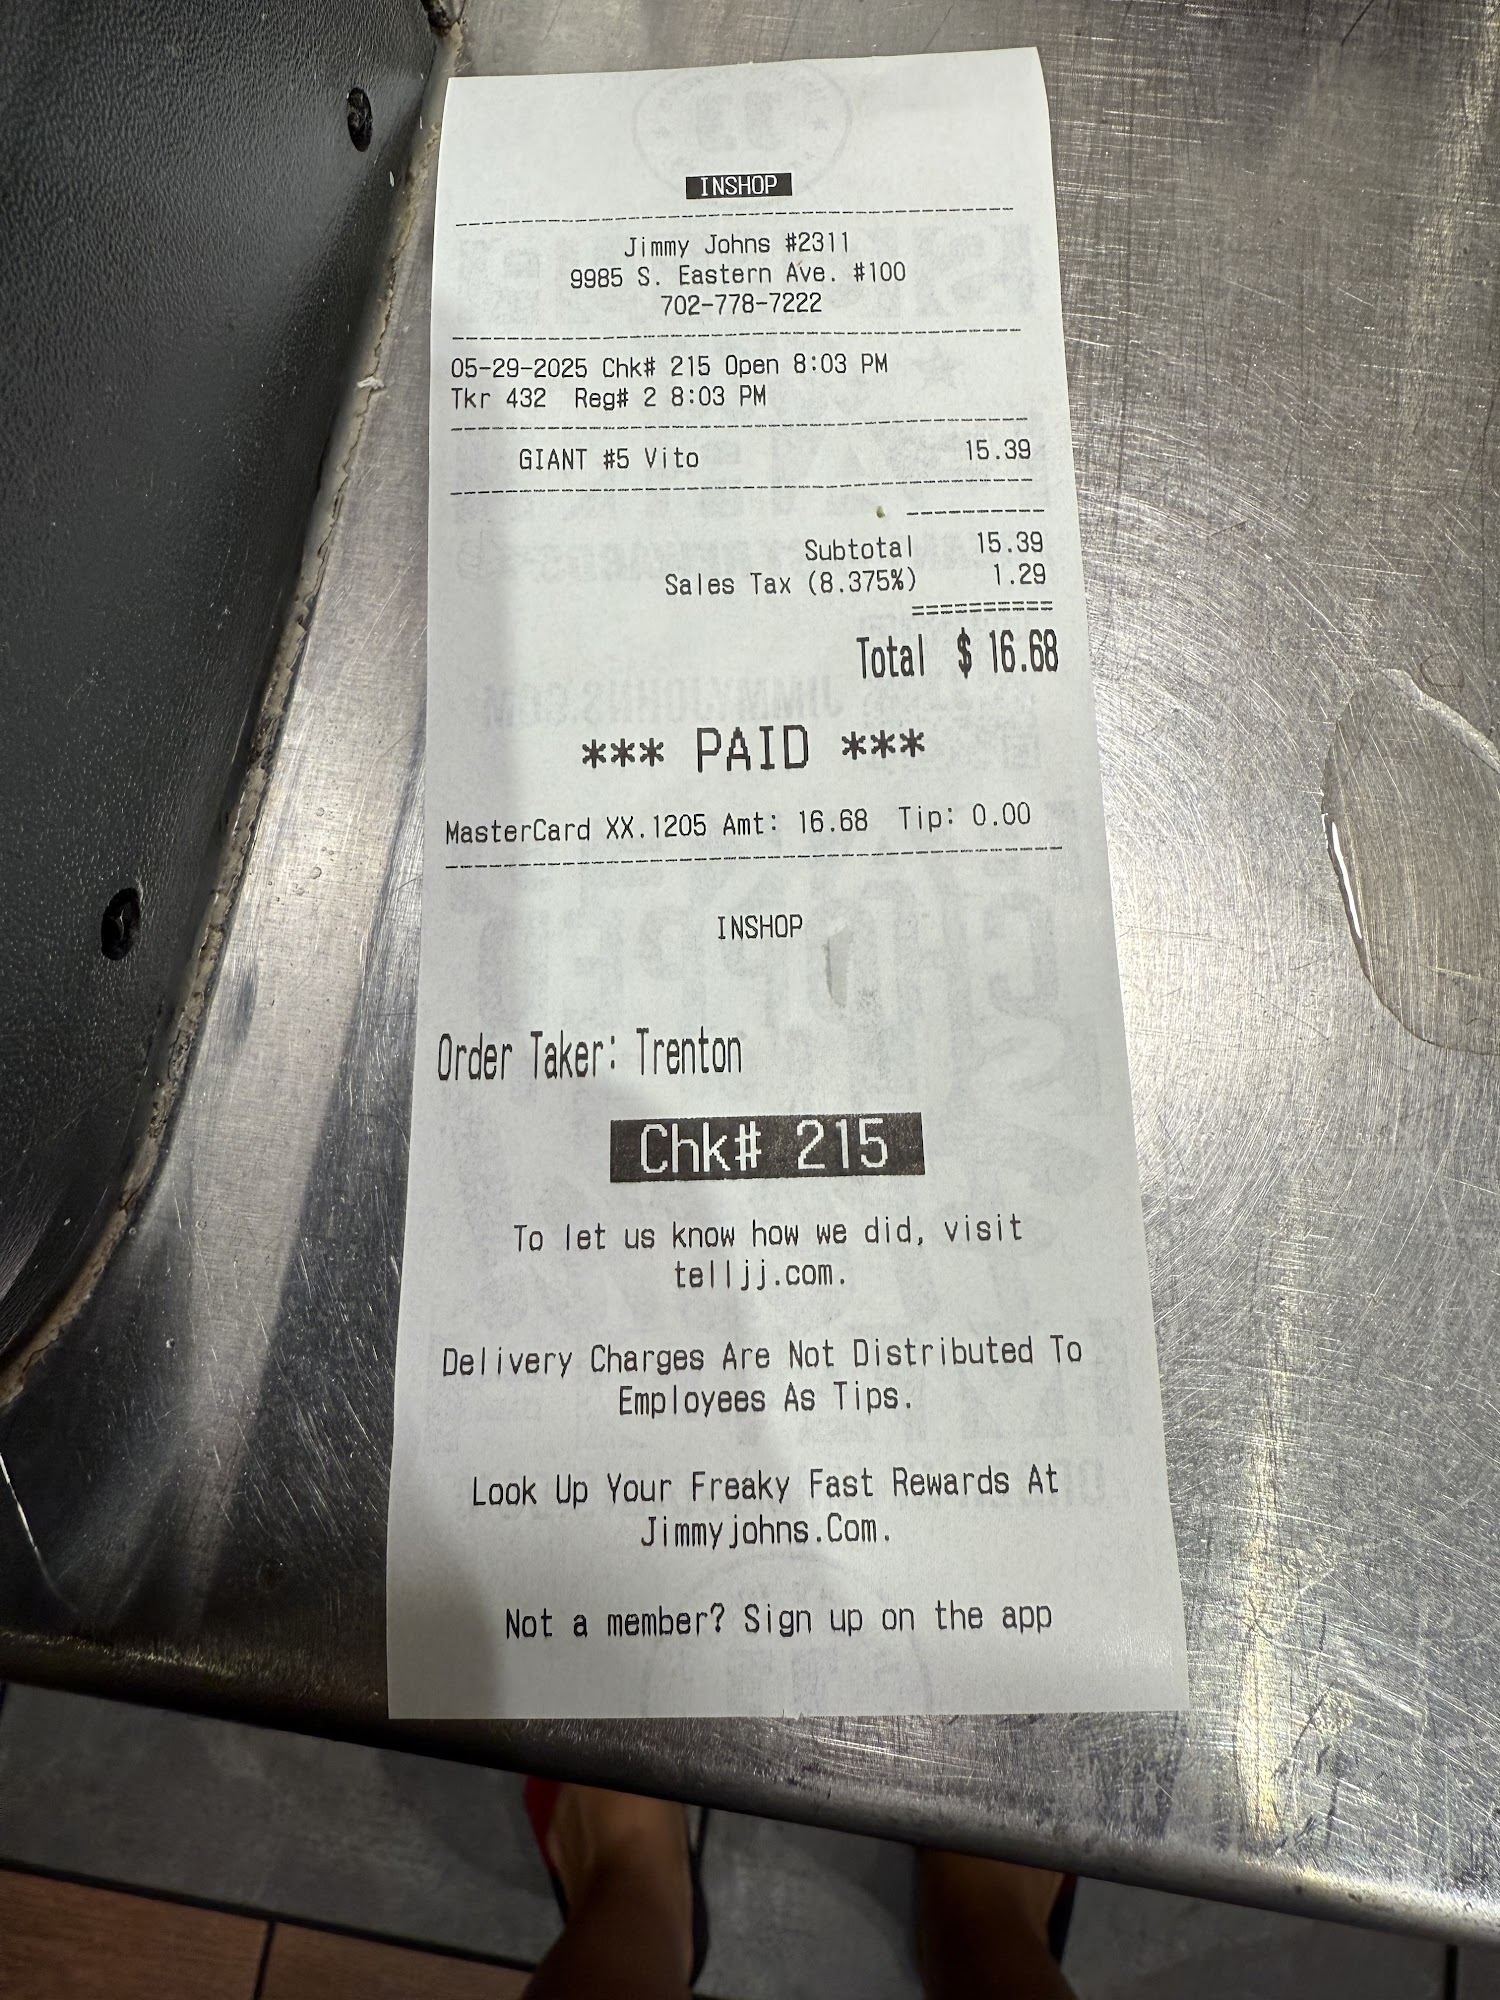 INSHOP
Jimmy Johns #2311
9985 S. Eastern Ave. #100
702-778-7222
05-29-2025 Chk# 215 Open 8:03 PM
Tkr 432 Reg# 2 8:03 PM
GIANT #5 Vito 15.39
Subtotal 15.39
Sales Tax (8.375%) 1.29
==========
Total $ 16.68
*** PAID ***
MasterCard XX.1205 Amt: 16.68 Tip: 0.00
INSHOP
Order Taker: Trenton
Chk# 215
To let us know how we did, visit
telljj.com.
Delivery Charges Are Not Distributed To
Employees As Tips.
Look Up Your Freaky Fast Rewards At
Jimmyjohns.Com.
Not a member? Sign up on the app